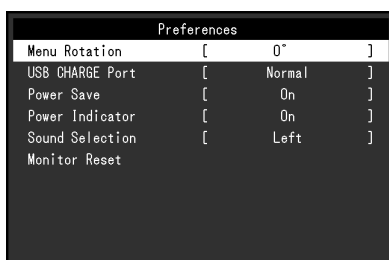 Preferences
Menu Rotation [ 0° ]
USB CHARGE Port [ Normal ]
Power Save [ On ]
Power Indicator [ On ]
Sound Selection [ Left ]
Monitor Reset